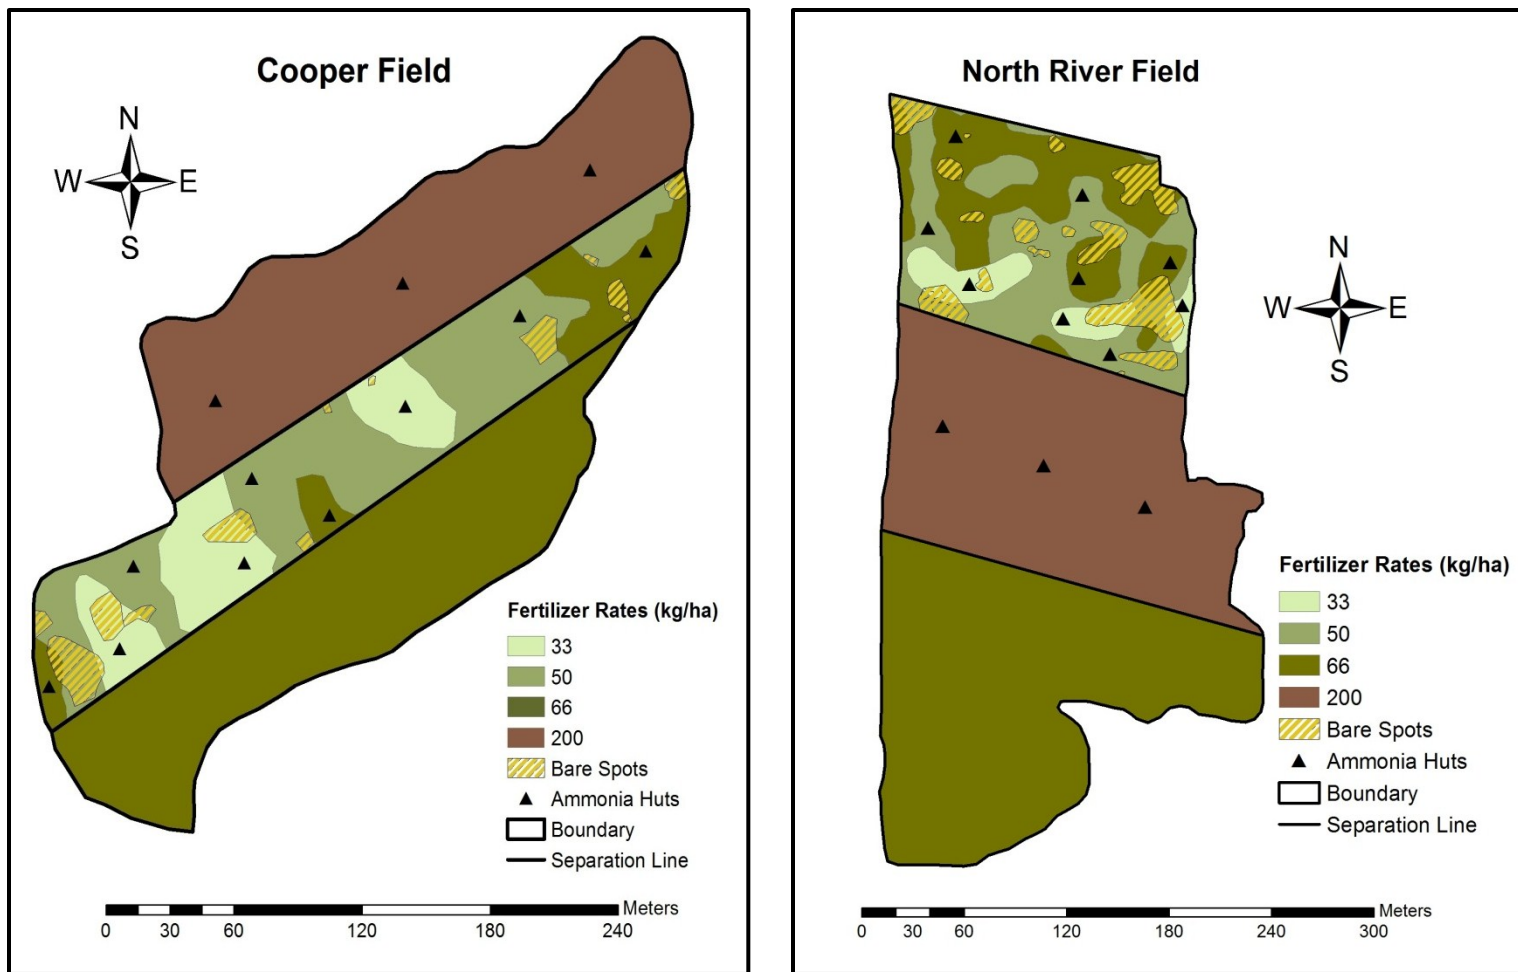 Cooper Field
N
W E
S
Fertilizer Rates (kg/ha)
33
50
66
200
Bare Spots
Ammonia Huts
Boundary
Separation Line
Meters
0 30 60 120 180 240
North River Field
N
W E
S
Fertilizer Rates (kg/ha)
33
50
66
200
Bare Spots
Ammonia Huts
Boundary
Separation Line
Meters
0 30 60 120 180 240 300